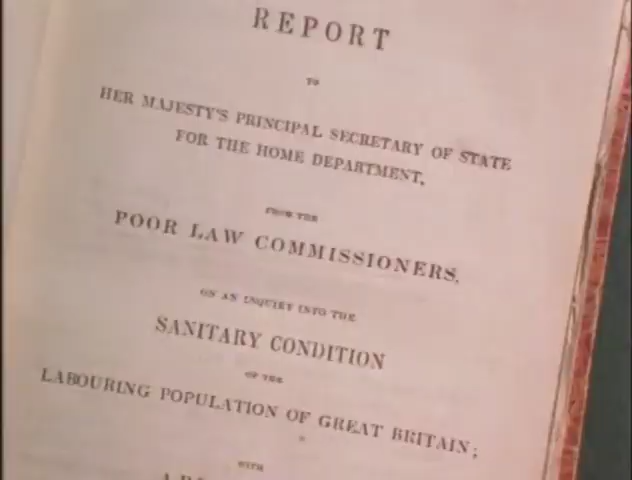 REPORT
TO
HER MAJESTY'S PRINCIPAL SECRETARY OF STATE
FOR THE HOME DEPARTMENT,
FROM THE
POOR LAW COMMISSIONERS,
ON AN INQUIRY INTO THE
SANITARY CONDITION
OF THE
LABOURING POPULATION OF GREAT BRITAIN;
WITH